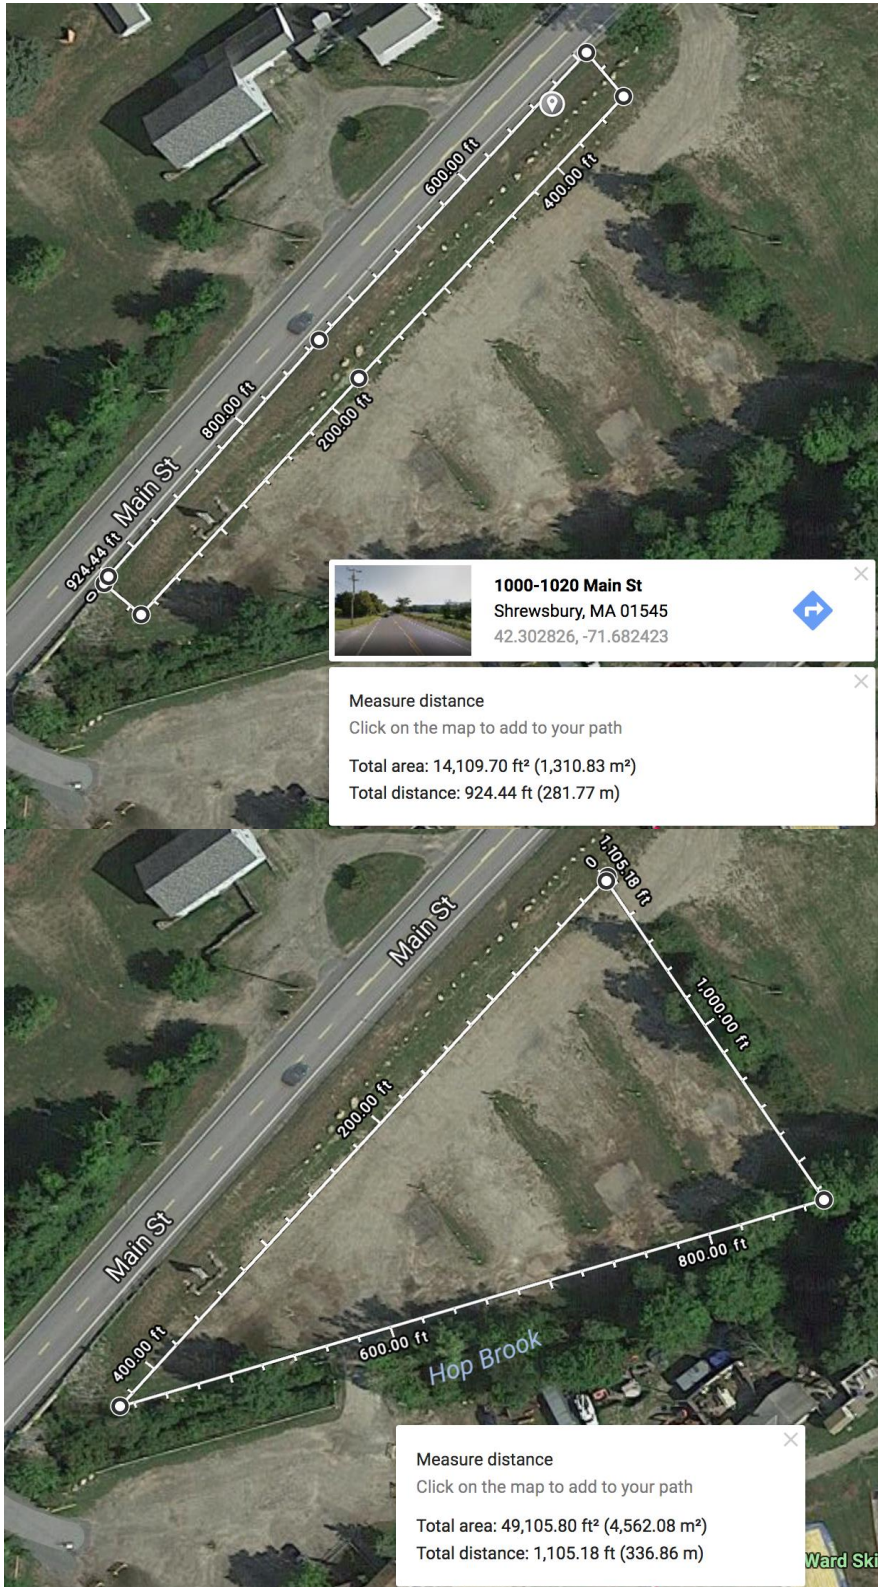 600.00 ft
400.00 ft
800.00 ft
200.00 ft
Main St
924.44 ft
0
1000-1020 Main St
Shrewsbury, MA 01545
42.302826, -71.682423
Measure distance
Click on the map to add to your path
Total area: 14,109.70 ft² (1,310.83 m²)
Total distance: 924.44 ft (281.77 m)
0
1,105.18 ft
Main St
1,000.00 ft
200.00 ft
Main St
800.00 ft
400.00 ft
600.00 ft
Hop Brook
Measure distance
Click on the map to add to your path
Total area: 49,105.80 ft² (4,562.08 m²)
Total distance: 1,105.18 ft (336.86 m)
Ward Ski